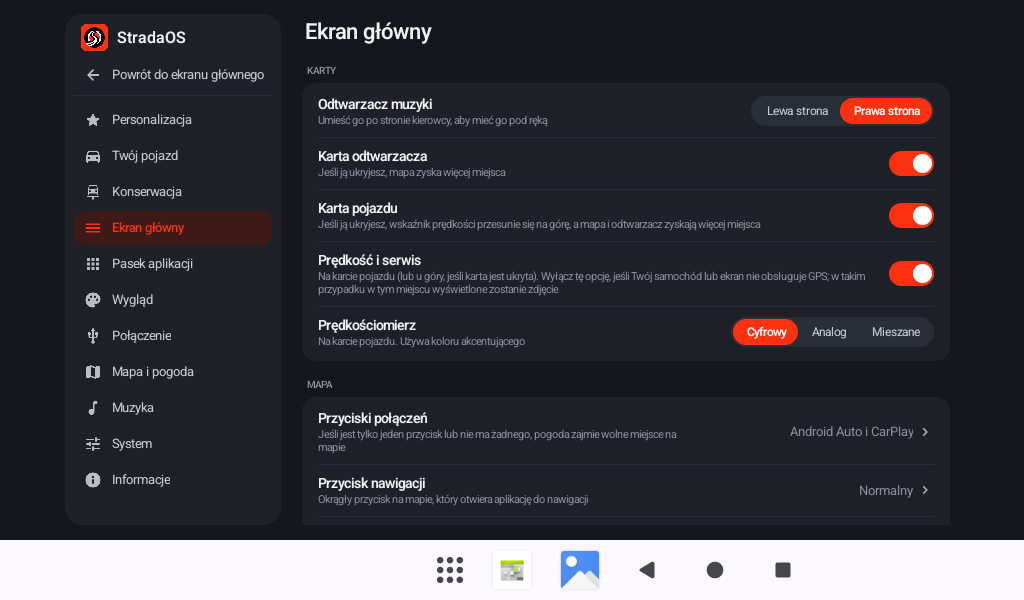 StradaOS
Powrót do ekranu głównego
Personalizacja
Twój pojazd
Konserwacja
Ekran główny
Pasek aplikacji
Wygląd
Połączenie
Mapa i pogoda
Muzyka
System
Informacje
Ekran główny
KARTY
Odtwarzacz muzyki
Umieść go po stronie kierowcy, aby mieć go pod ręką
Lewa strona
Prawa strona
Karta odtwarzacza
Jeśli ją ukryjesz, mapa zyska więcej miejsca
Karta pojazdu
Jeśli ją ukryjesz, wskaźnik prędkości przesunie się na górę, a mapa i odtwarzacz zyskają więcej miejsca
Prędkość i serwis
Na karcie pojazdu (lub u góry, jeśli karta jest ukryta). Wyłącz tę opcję, jeśli Twój samochód lub ekran nie obsługuje GPS; w takim
przypadku w tym miejscu wyświetlone zostanie zdjęcie
Prędkościomierz
Na karcie pojazdu. Używa koloru akcentującego
Cyfrowy
Analog
Mieszane
MAPA
Przyciski połączeń
Jeśli jest tylko jeden przycisk lub nie ma żadnego, pogoda zajmie wolne miejsce na
mapie
Android Auto i CarPlay
Przycisk nawigacji
Okrągły przycisk na mapie, który otwiera aplikację do nawigacji
Normalny